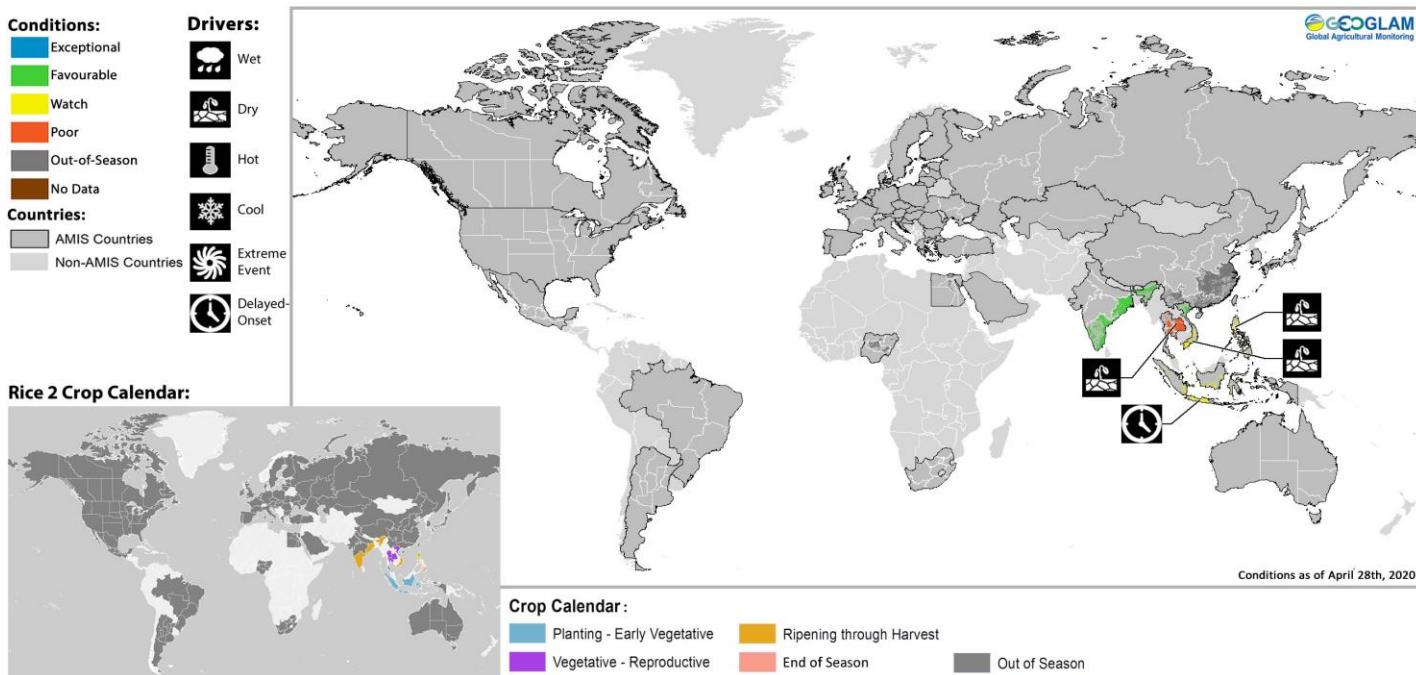 Conditions:
Exceptional
Favourable
Watch
Poor
Out-of-Season
No Data
Countries:
AMIS Countries
Non-AMIS Countries
Drivers:
Wet
Dry
Hot
Cool
Extreme
Event
Delayed-
Onset
GEOGLAM
Global Agricultural Monitoring
Conditions as of April 28th, 2020
Rice 2 Crop Calendar:
Crop Calendar :
Planting - Early Vegetative
Vegetative - Reproductive
Ripening through Harvest
End of Season
Out of Season